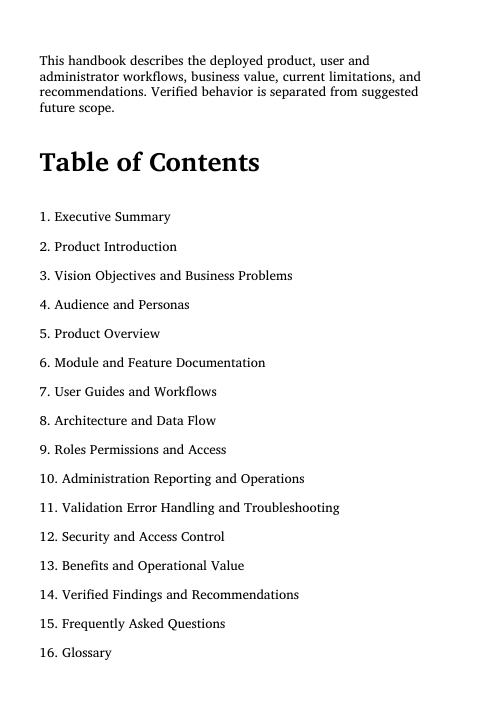 This handbook describes the deployed product, user and
administrator workflows, business value, current limitations, and
recommendations. Verified behavior is separated from suggested
future scope.
Table of Contents
1. Executive Summary
2. Product Introduction
3. Vision Objectives and Business Problems
4. Audience and Personas
5. Product Overview
6. Module and Feature Documentation
7. User Guides and Workflows
8. Architecture and Data Flow
9. Roles Permissions and Access
10. Administration Reporting and Operations
11. Validation Error Handling and Troubleshooting
12. Security and Access Control
13. Benefits and Operational Value
14. Verified Findings and Recommendations
15. Frequently Asked Questions
16. Glossary